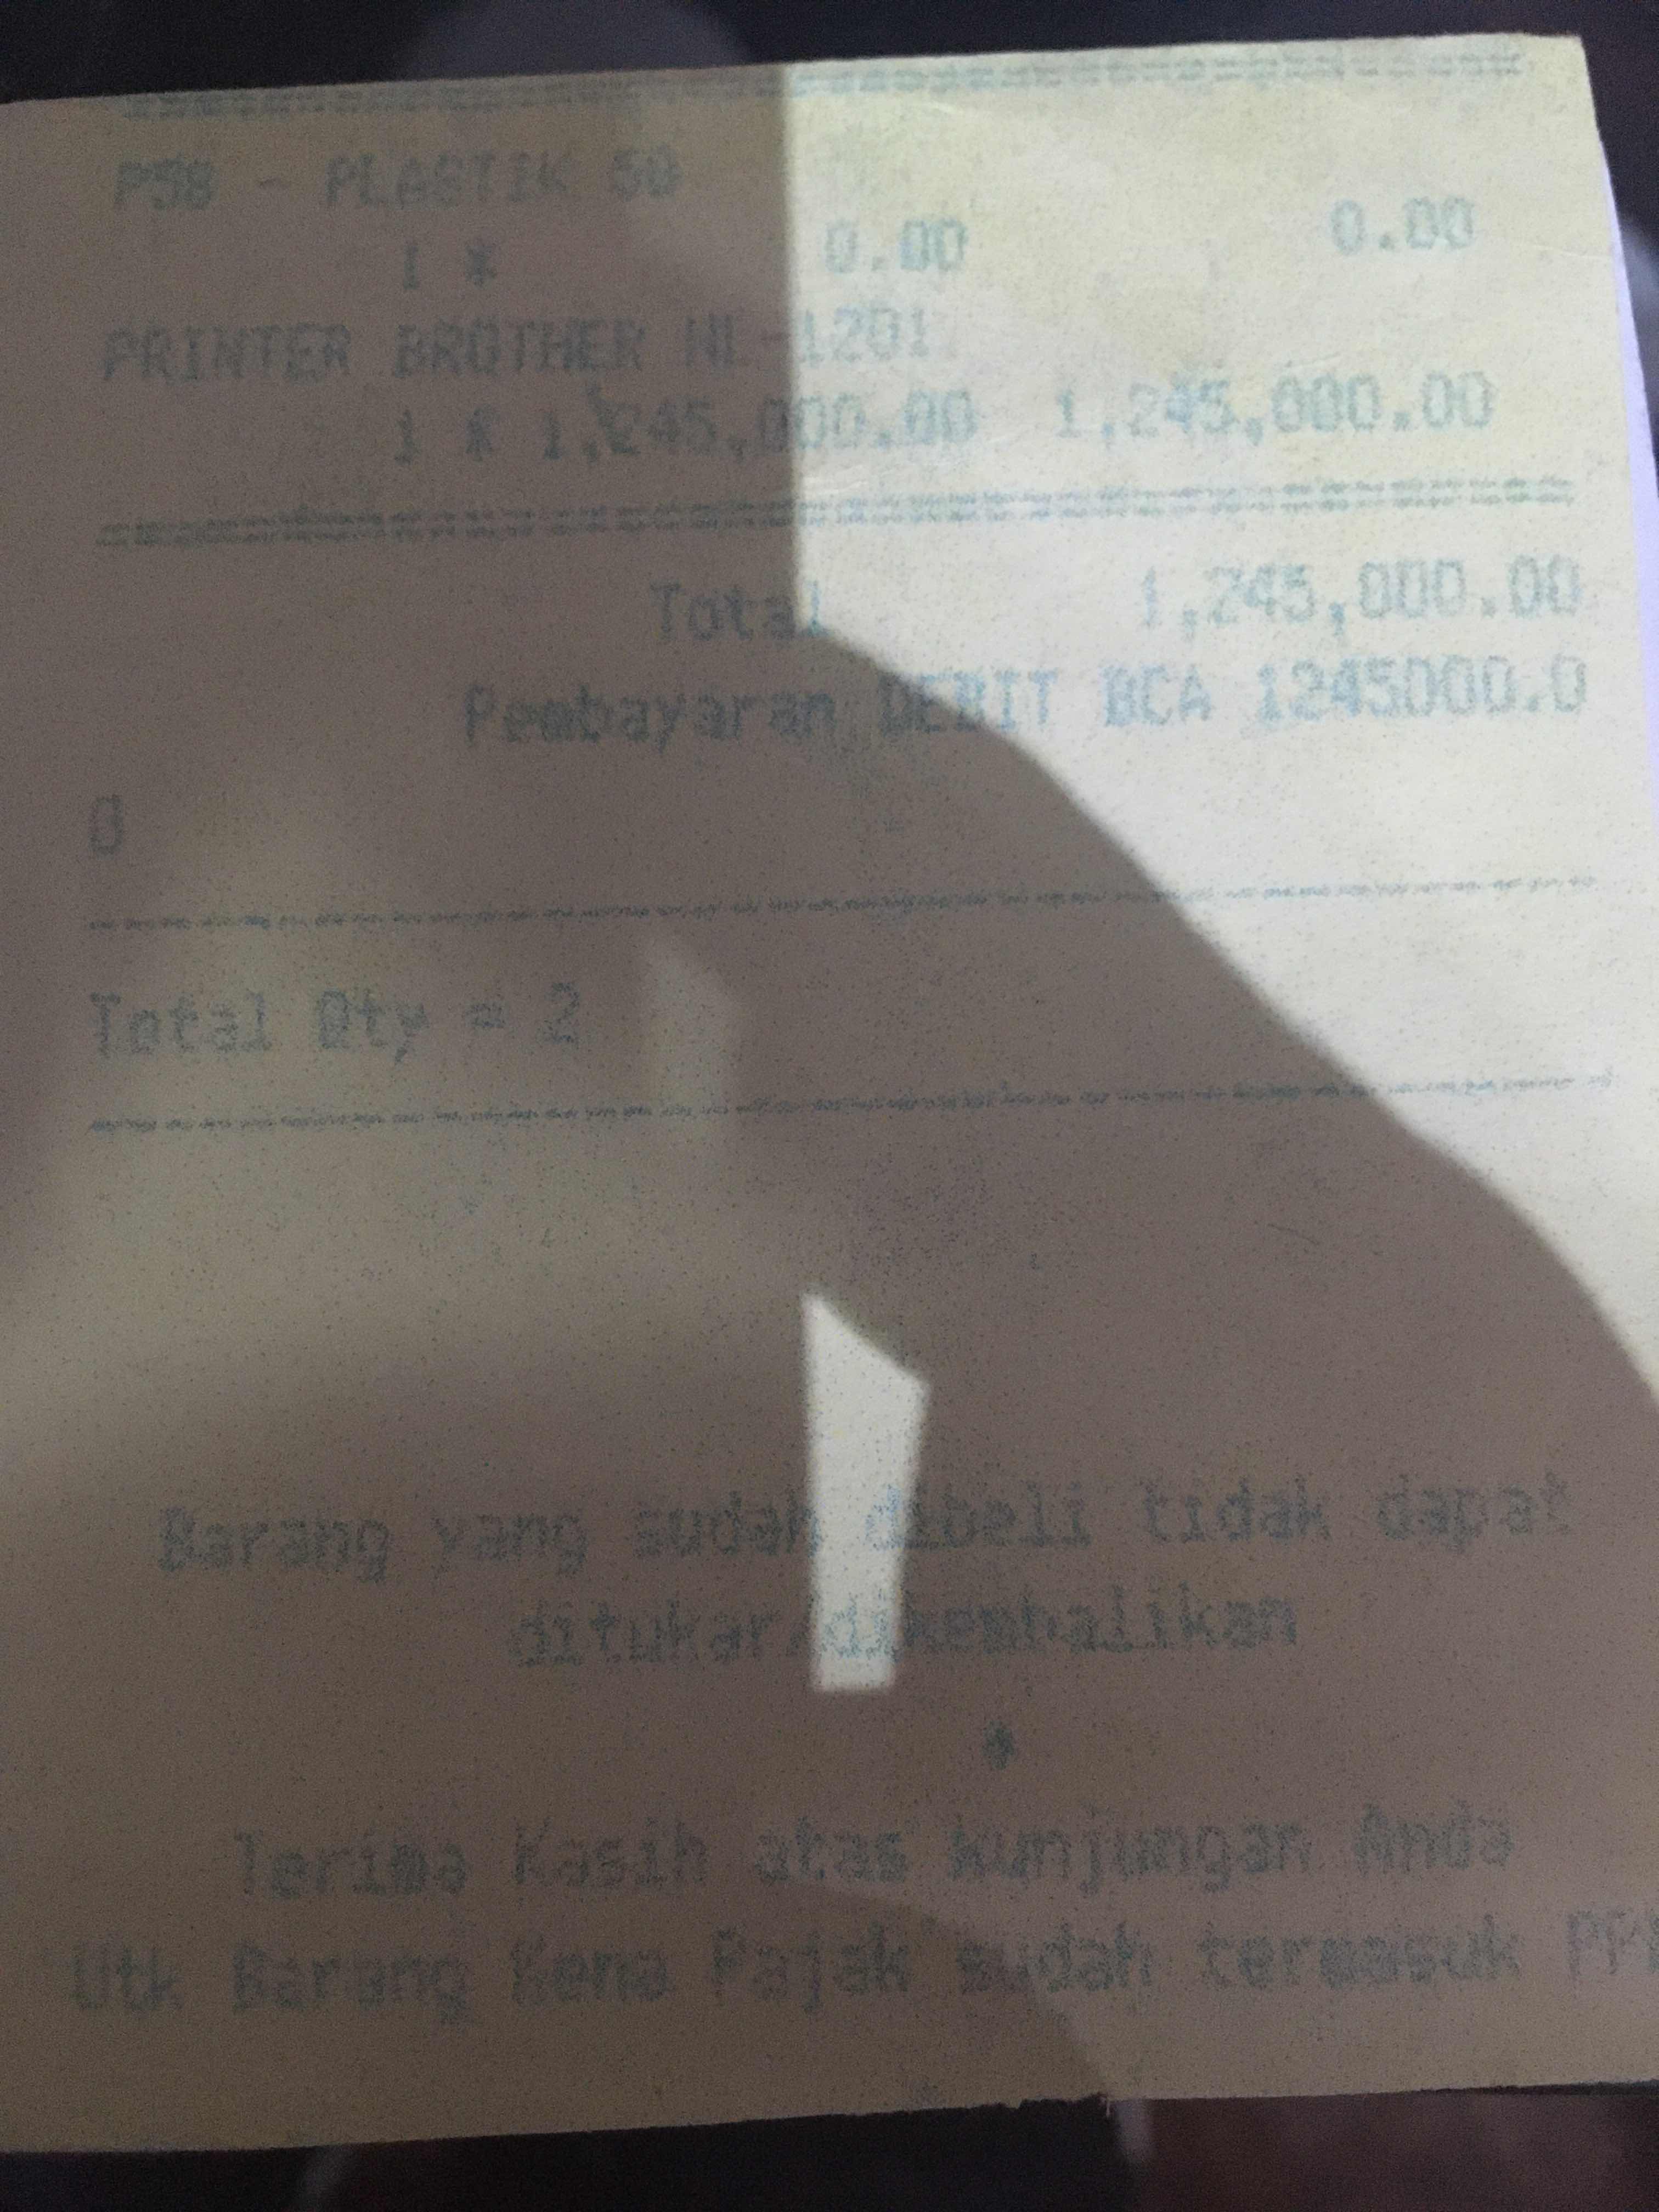 P50 - PLASTIK 50
1 * 0.00 0.00
PRINTER BROTHER HL-1201
1 * 1,245,000.00 1,245,000.00
Total 1,245,000.00
Pembayaran DEBIT BCA 1245000.0
0
Total Qty = 2
Barang yang sudah dibeli tidak dapat
ditukar/dikembalikan
*
Terima Kasih atas kunjungan Anda
Utk Barang Kena Pajak sudah termasuk PPN